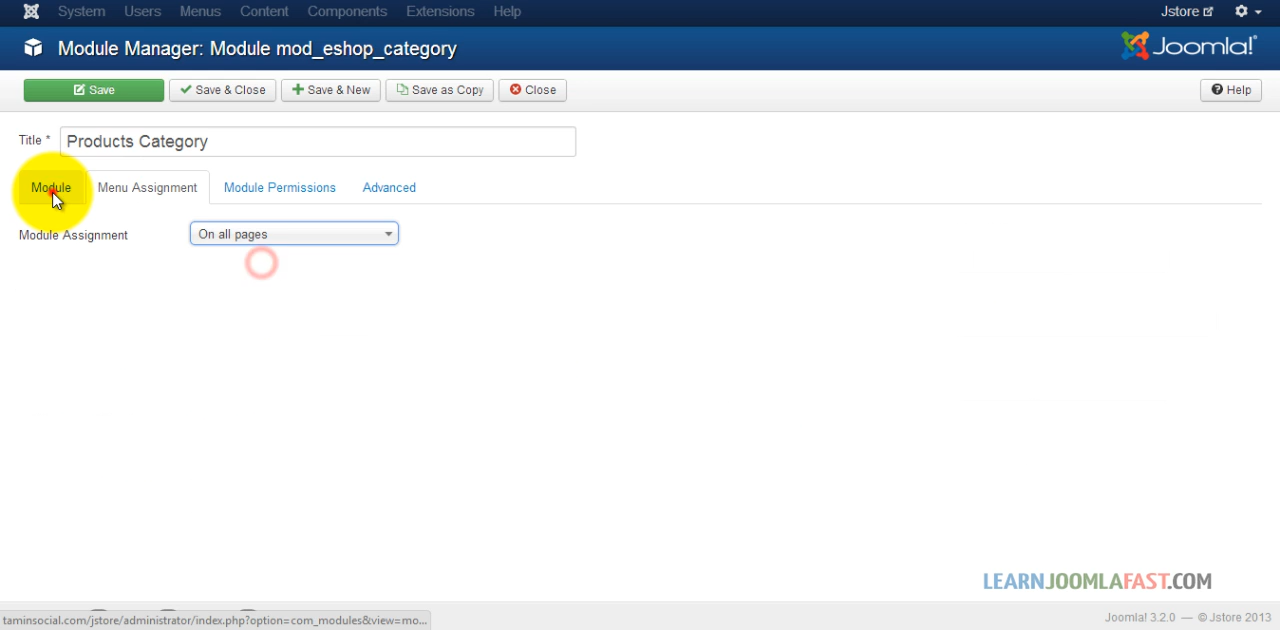 System Users Menus Content Components Extensions Help Jstore
Module Manager: Module mod_eshop_category Joomla!
Save Save & Close Save & New Save as Copy Close Help
Title * Products Category
Module Menu Assignment Module Permissions Advanced
Module Assignment On all pages
LEARNJOOMLAFAST.COM
taminsocial.com/jstore/administrator/index.php?option=com_modules&view=mo... Joomla! 3.2.0 — © Jstore 2013